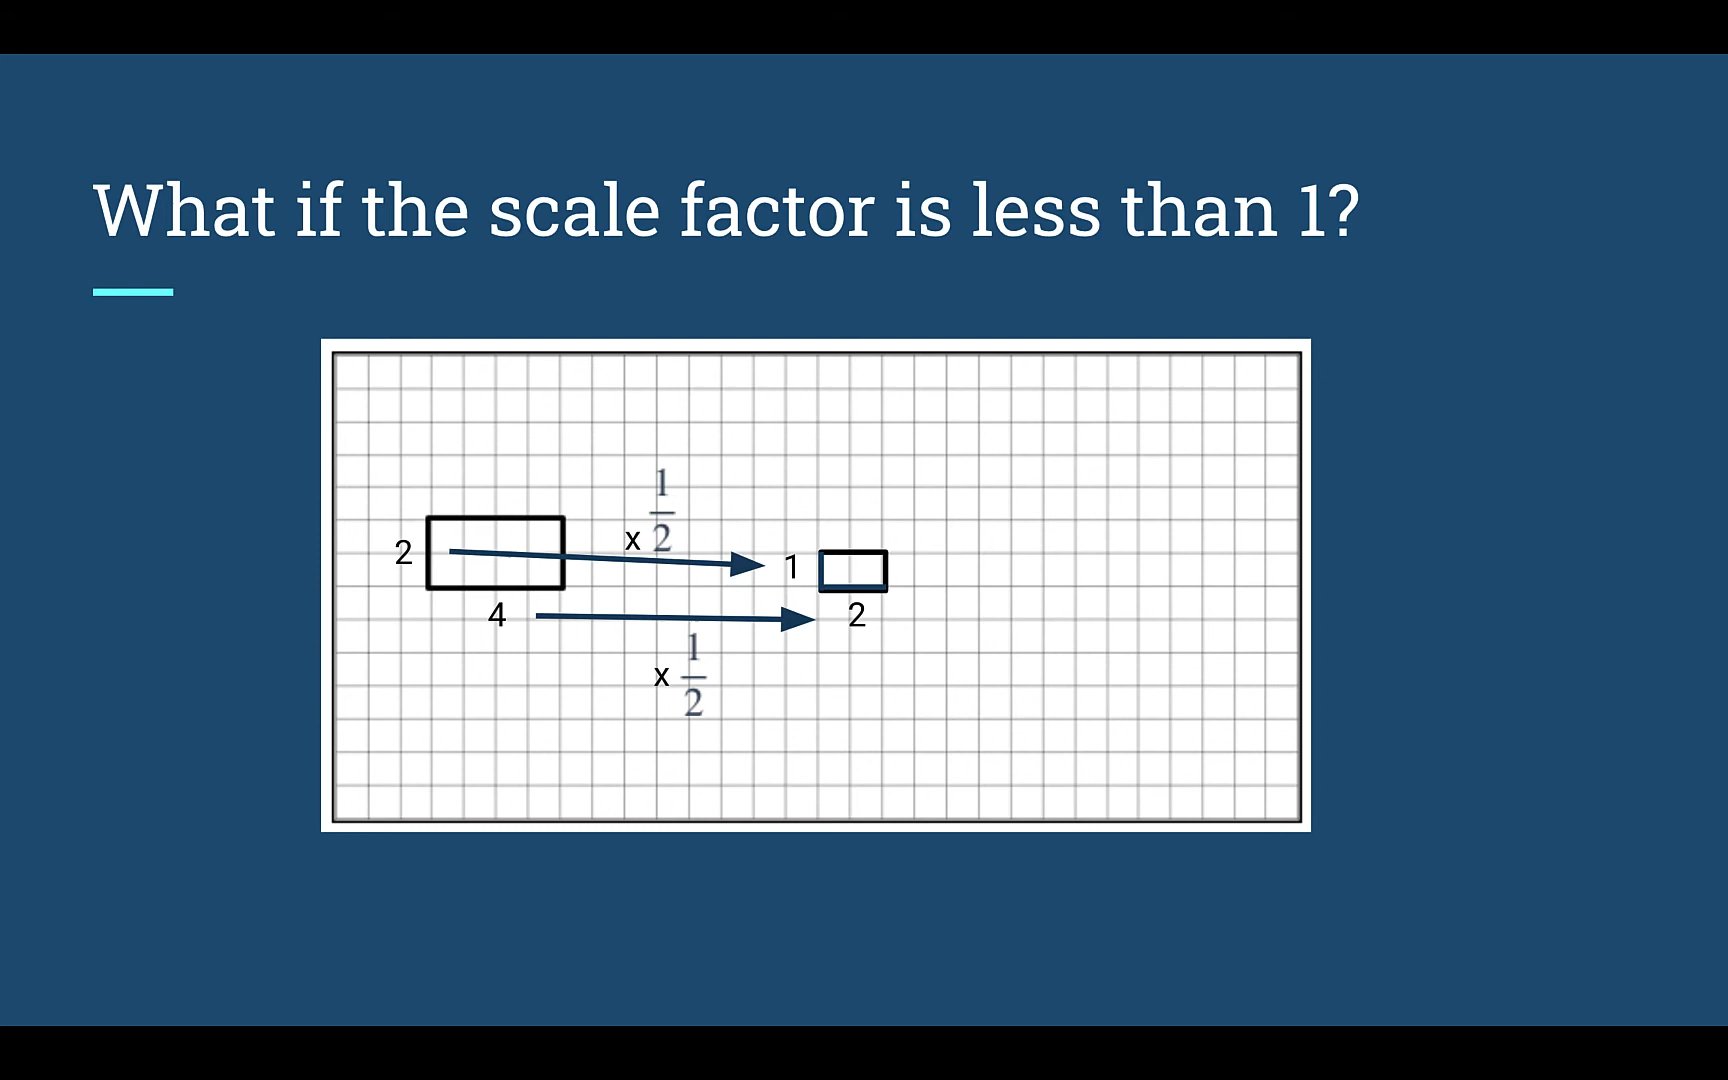 What if the scale factor is less than 1?
x 1/2
2
1
4
2
x 1/2